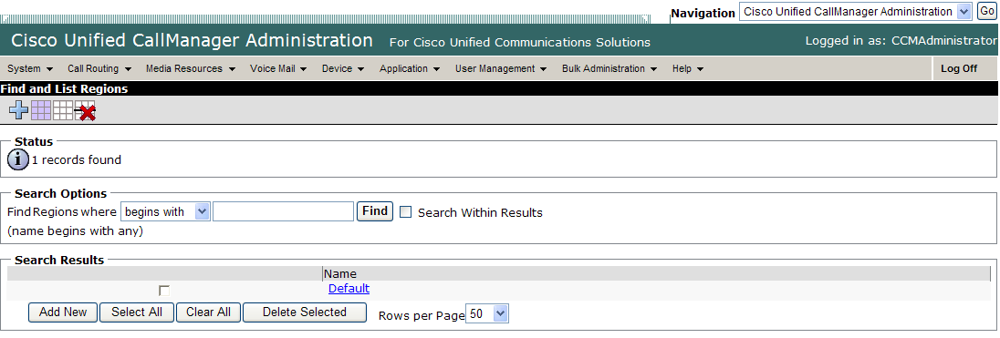 Navigation Cisco Unified CallManager Administration Go
Cisco Unified CallManager Administration For Cisco Unified Communications Solutions Logged in as: CCMAdministrator
System Call Routing Media Resources Voice Mail Device Application User Management Bulk Administration Help Log Off
Find and List Regions
Status
i 1 records found
Search Options
Find Regions where begins with Find Search Within Results
(name begins with any)
Search Results
Name
Default
Add New Select All Clear All Delete Selected Rows per Page 50